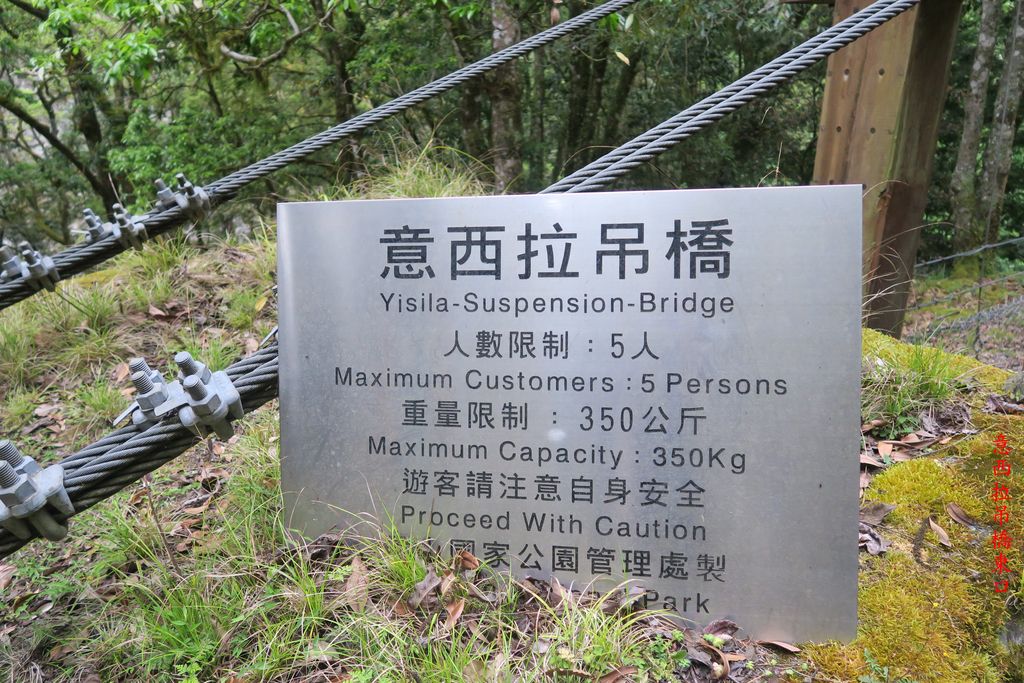 意西拉吊橋
Yisila-Suspension-Bridge
人數限制：5人
Maximum Customers : 5 Persons
重量限制：350公斤
Maximum Capacity : 350Kg
遊客請注意自身安全
Proceed With Caution
國家公園管理處製
Park
意西拉吊橋東口